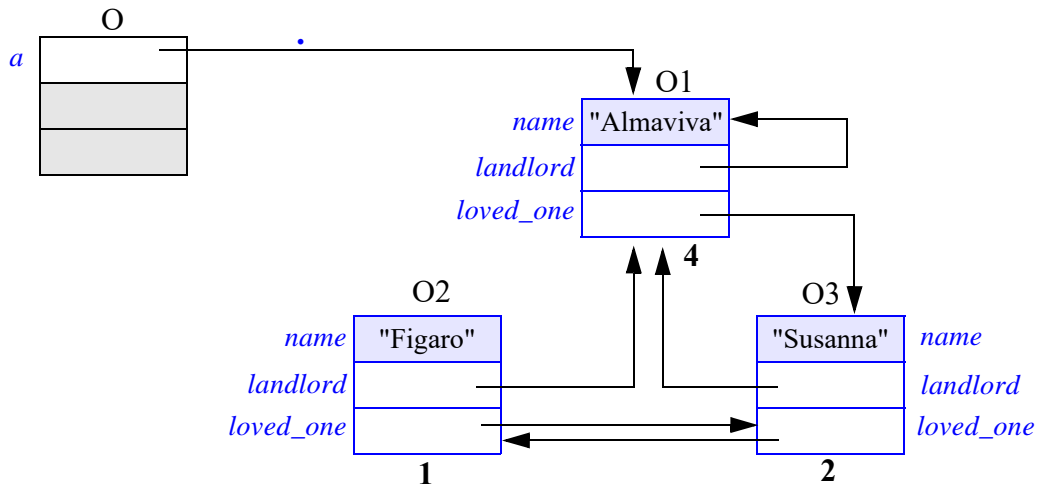 O
a
O1
name "Almaviva"
landlord
loved_one
4
O2
O3
name "Figaro"
"Susanna" name
landlord
landlord
loved_one
loved_one
1
2